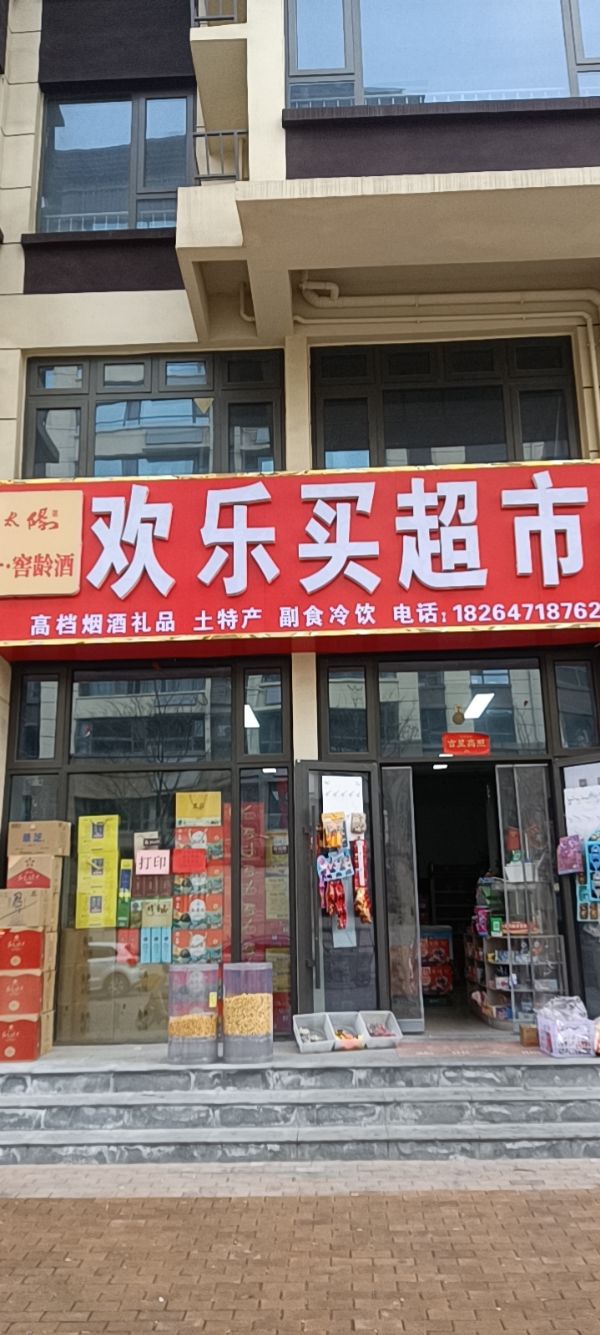 太陽
窖龄酒
欢乐买超市
高档烟酒礼品 土特产 副食冷饮 电话:18264718762
吉星高照
打印